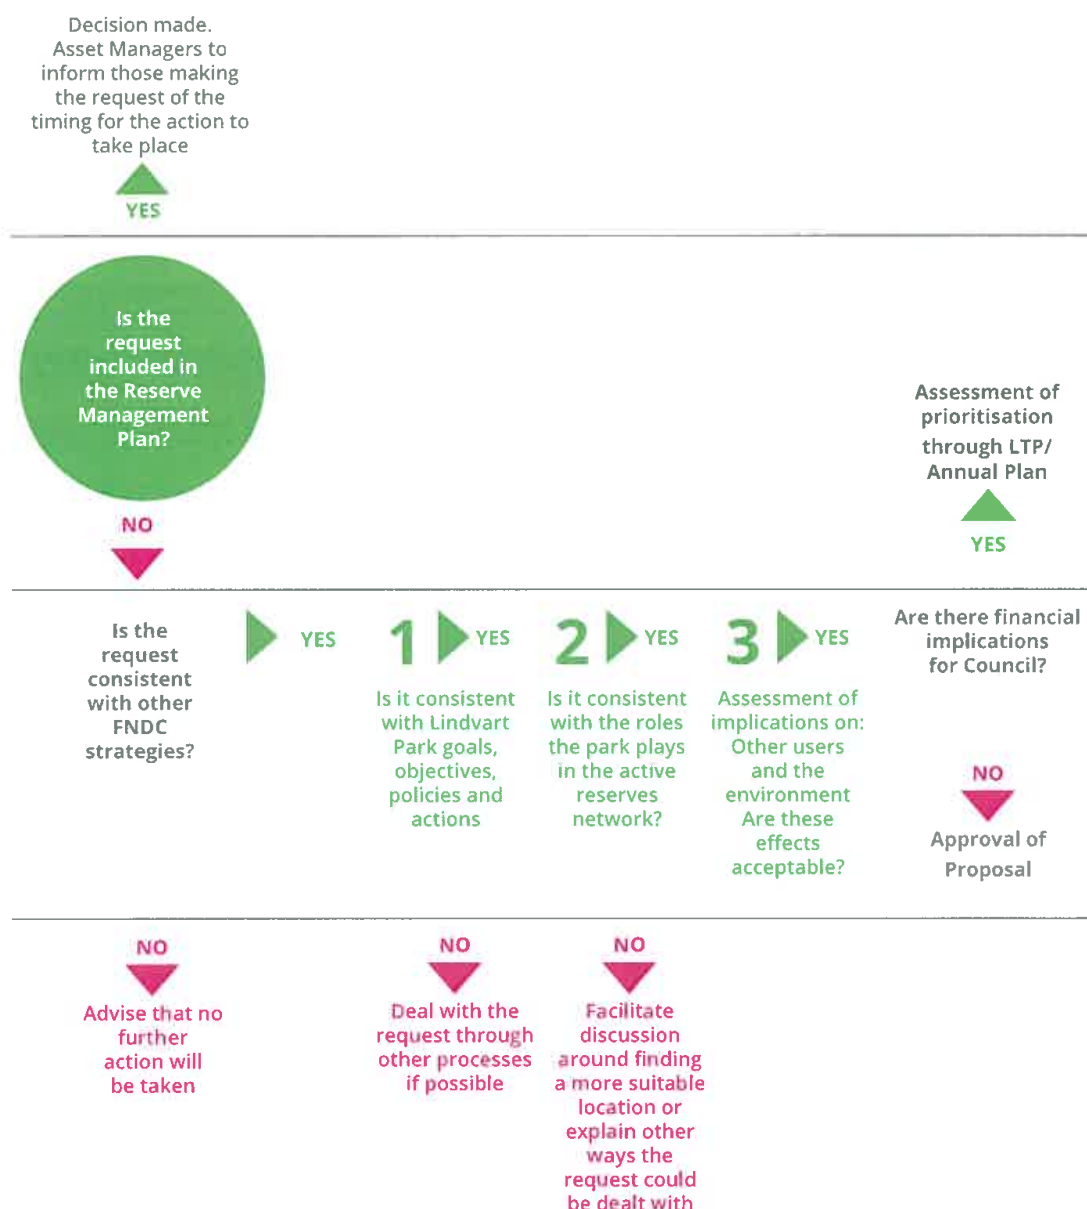 Decision made.
Asset Managers to
inform those making
the request of the
timing for the action to
take place
YES
Is the
request
included in
the Reserve
Management
Plan?
NO
Assessment of
prioritisation
through LTP/
Annual Plan
YES
Is the
request
consistent
with other
FNDC
strategies?
YES
1 YES
Is it consistent
with Lindvart
Park goals,
objectives,
policies and
actions
2 YES
Is it consistent
with the roles
the park plays
in the active
reserves
network?
3 YES
Assessment of
implications on:
Other users
and the
environment
Are these
effects
acceptable?
Are there financial
implications
for Council?
NO
Approval of
Proposal
NO
Advise that no
further
action will
be taken
NO
Deal with the
request through
other processes
if possible
NO
Facilitate
discussion
around finding
a more suitable
location or
explain other
ways the
request could
be dealt with